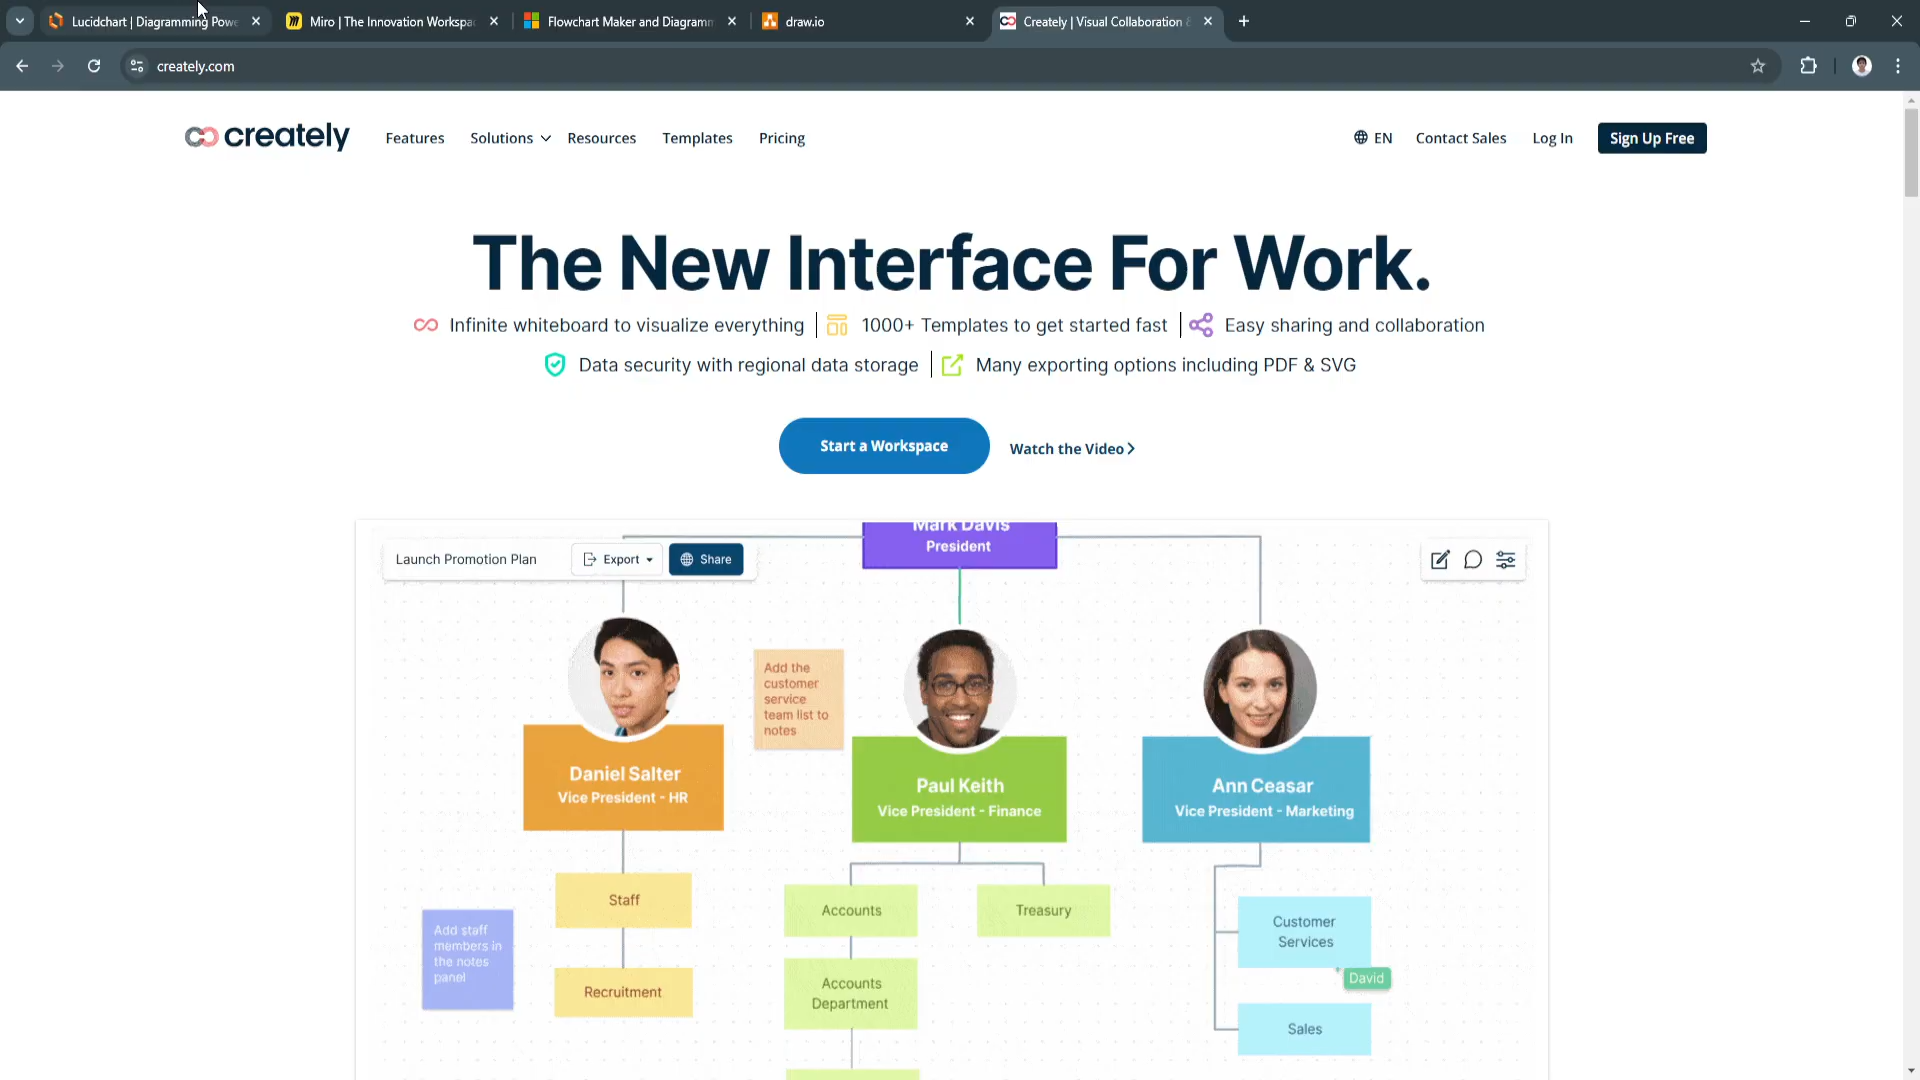 Lucidchart | Diagramming Powe
Miro | The Innovation Workspa
Flowchart Maker and Diagramm
draw.io
Creately | Visual Collaboration &
creately.com
creately
Features
Solutions
Resources
Templates
Pricing
EN
Contact Sales
Log In
Sign Up Free
The New Interface For Work.
Infinite whiteboard to visualize everything
1000+ Templates to get started fast
Easy sharing and collaboration
Data security with regional data storage
Many exporting options including PDF & SVG
Start a Workspace
Watch the Video
Launch Promotion Plan
Export
Share
Mark Davis
President
Add the
customer
service
team list to
notes
Daniel Salter
Vice President - HR
Paul Keith
Vice President - Finance
Ann Ceasar
Vice President - Marketing
Staff
Accounts
Treasury
Customer
Services
Add staff
members in
the notes
panel
David
Recruitment
Accounts
Department
Sales